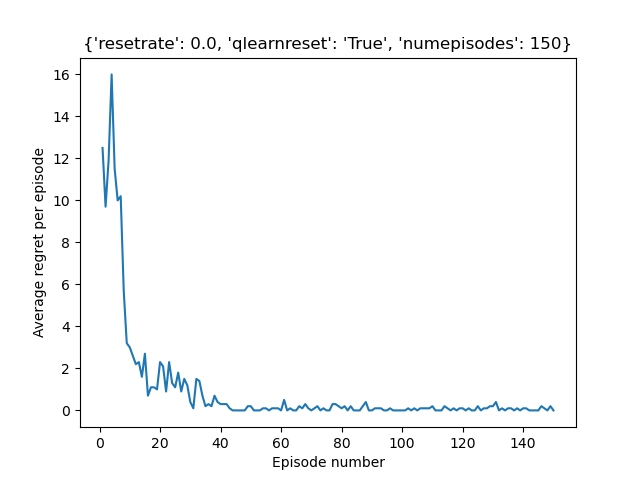 {'resetrate': 0.0, 'qlearnreset': 'True', 'numepisodes': 150}
16
14
12
10
8
6
4
2
0
Average regret per episode
0 20 40 60 80 100 120 140
Episode number